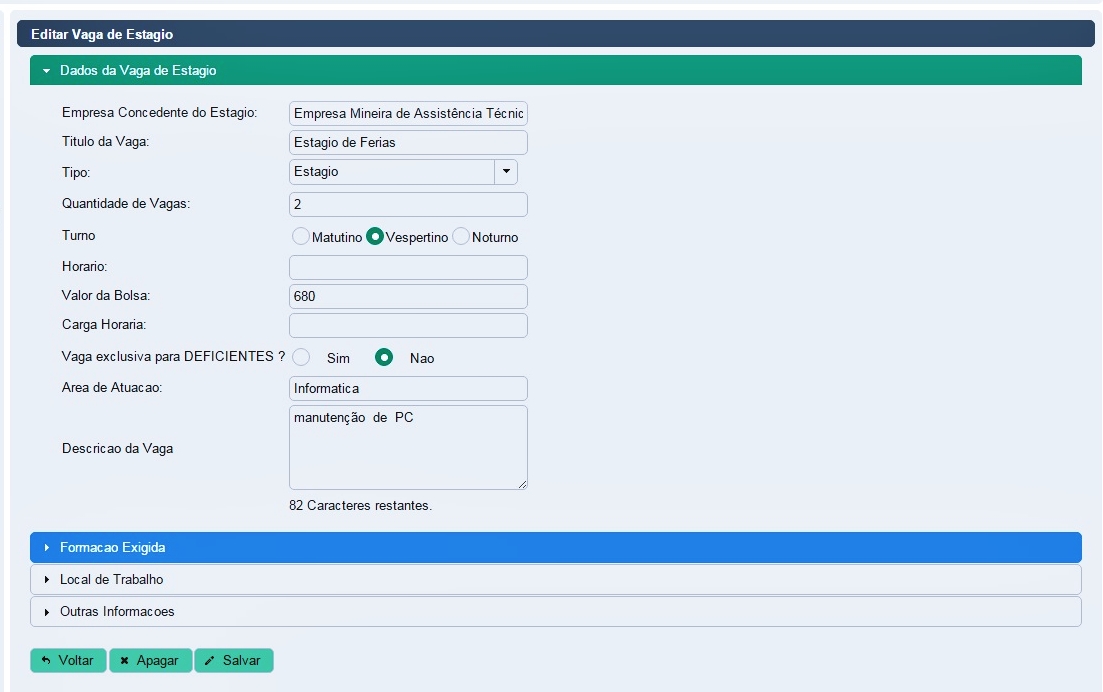 Editar Vaga de Estagio
Dados da Vaga de Estagio
Empresa Concedente do Estagio: Empresa Mineira de Assistência Técnic
Titulo da Vaga: Estagio de Ferias
Tipo: Estagio
Quantidade de Vagas: 2
Turno Matutino Vespertino Noturno
Horario:
Valor da Bolsa: 680
Carga Horaria:
Vaga exclusiva para DEFICIENTES ? Sim Nao
Area de Atuacao: Informatica
Descricao da Vaga manutenção de PC
82 Caracteres restantes.
Formacao Exigida
Local de Trabalho
Outras Informacoes
Voltar Apagar Salvar